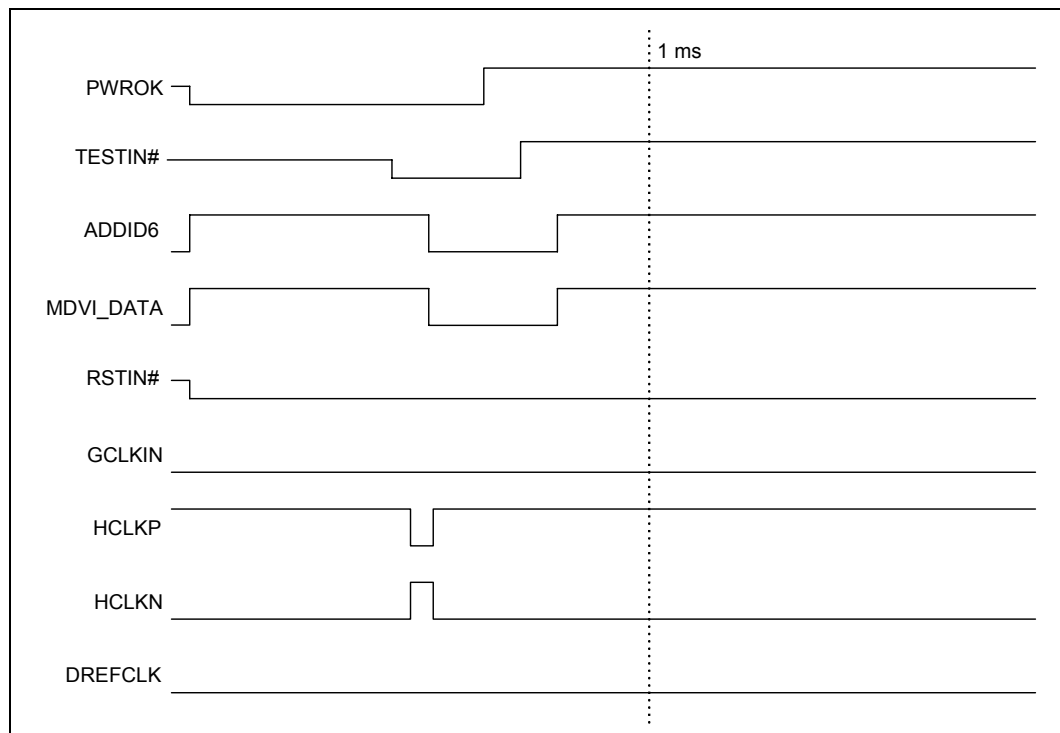 1 ms
PWROK
TESTIN#
ADDID6
MDVI_DATA
RSTIN#
GCLKIN
HCLKP
HCLKN
DREFCLK